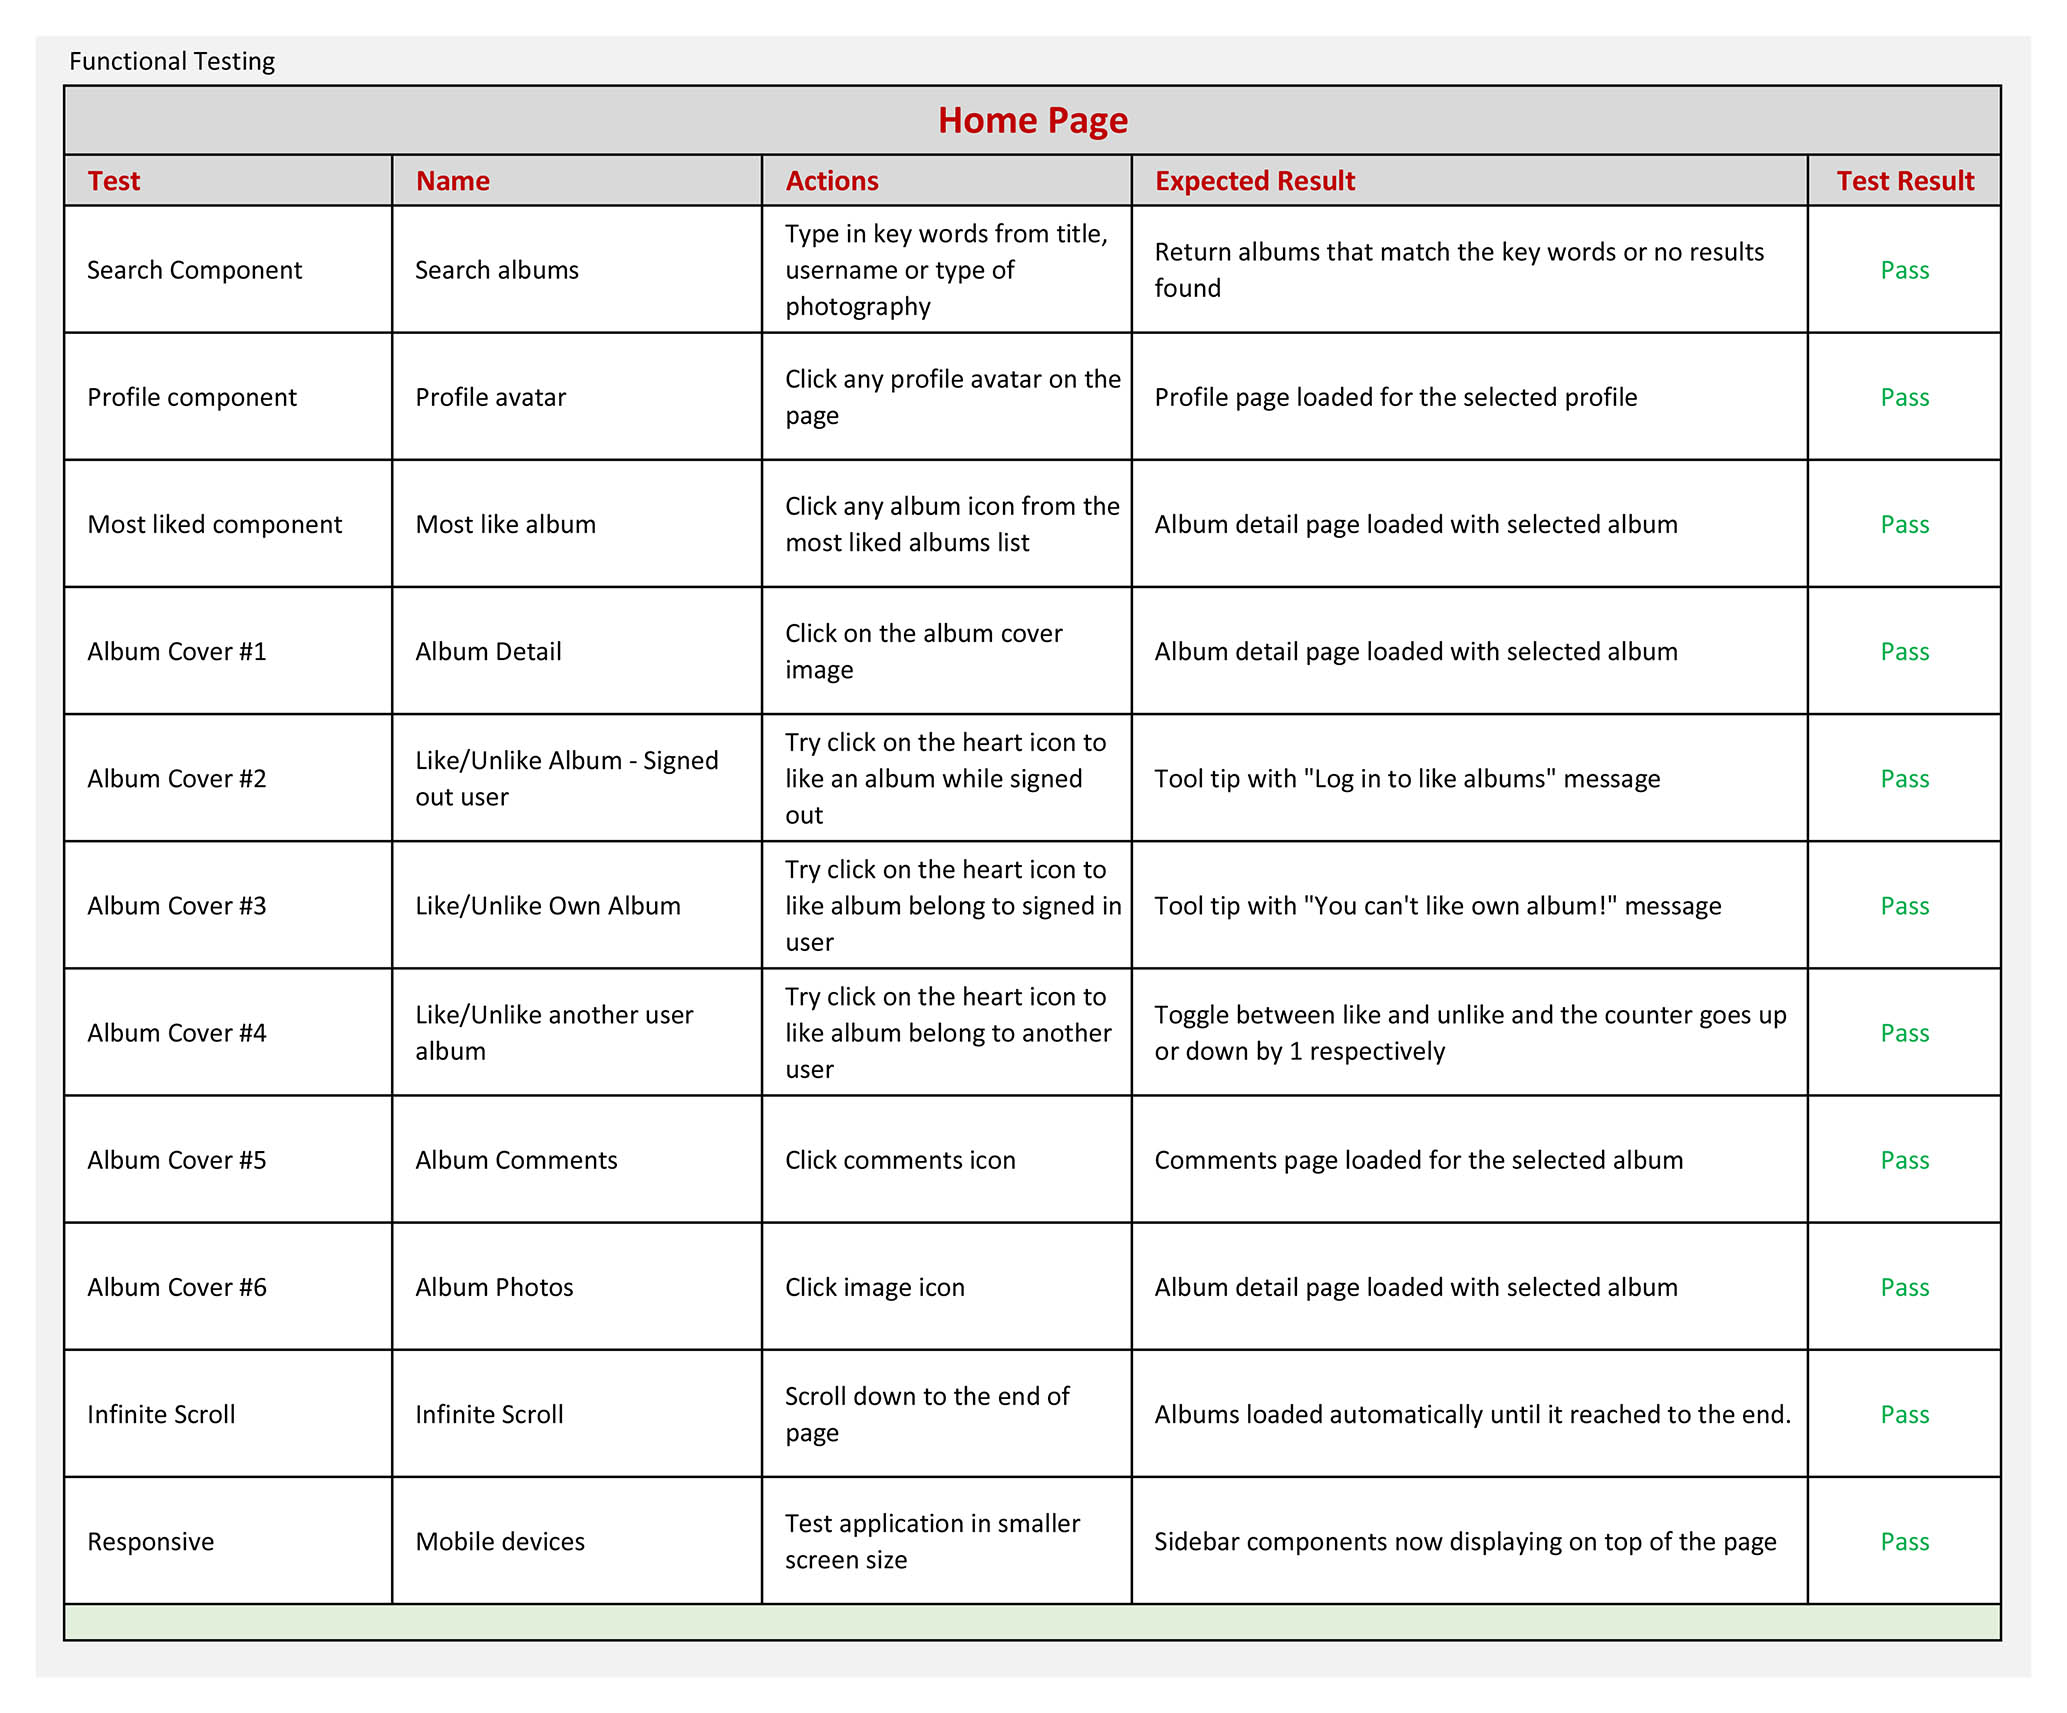 Functional Testing
Home Page
Test Name Actions Expected Result Test Result
Search Component
Search albums
Type in key words from title,
username or type of
photography
Return albums that match the key words or no results
found
Pass
Profile component
Profile avatar
Click any profile avatar on the
page
Profile page loaded for the selected profile
Pass
Most liked component
Most like album
Click any album icon from the
most liked albums list
Album detail page loaded with selected album
Pass
Album Cover #1
Album Detail
Click on the album cover
image
Album detail page loaded with selected album
Pass
Album Cover #2
Like/Unlike Album - Signed
out user
Try click on the heart icon to
like an album while signed
out
Tool tip with "Log in to like albums" message
Pass
Album Cover #3
Like/Unlike Own Album
Try click on the heart icon to
like album belong to signed in
user
Tool tip with "You can't like own album!" message
Pass
Album Cover #4
Like/Unlike another user
album
Try click on the heart icon to
like album belong to another
user
Toggle between like and unlike and the counter goes up
or down by 1 respectively
Pass
Album Cover #5
Album Comments
Click comments icon
Comments page loaded for the selected album
Pass
Album Cover #6
Album Photos
Click image icon
Album detail page loaded with selected album
Pass
Infinite Scroll
Infinite Scroll
Scroll down to the end of
page
Albums loaded automatically until it reached to the end.
Pass
Responsive
Mobile devices
Test application in smaller
screen size
Sidebar components now displaying on top of the page
Pass